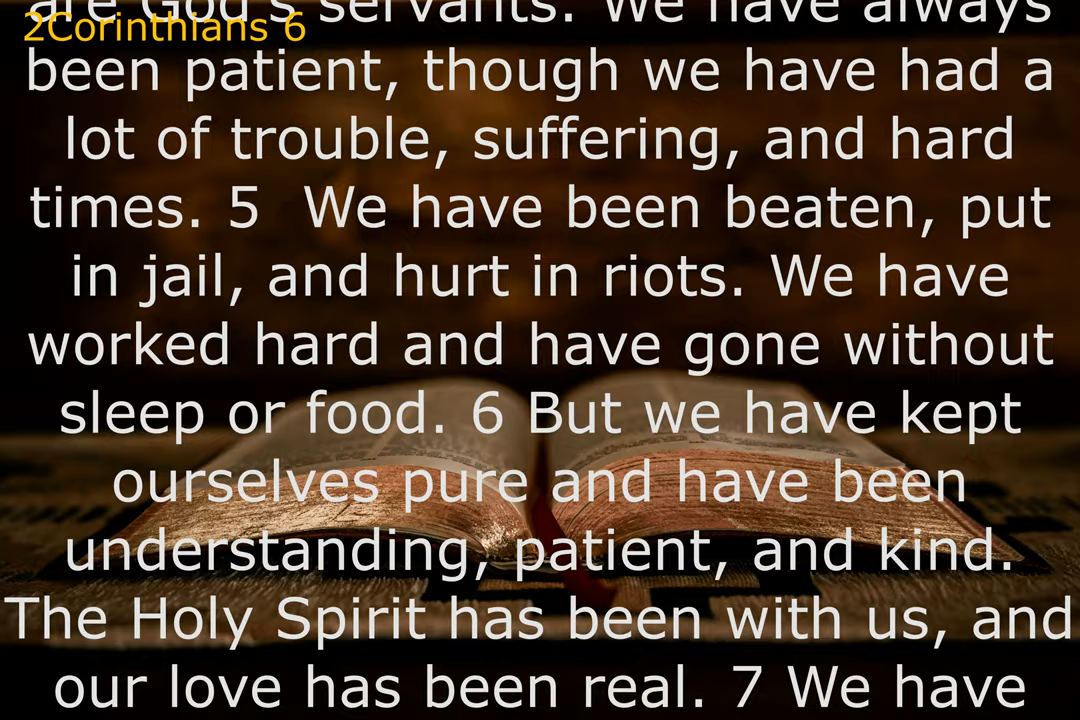 are God's servants. We have always
2Corinthians 6
been patient, though we have had a
lot of trouble, suffering, and hard
times. 5 We have been beaten, put
in jail, and hurt in riots. We have
worked hard and have gone without
sleep or food. 6 But we have kept
ourselves pure and have been
understanding, patient, and kind.
The Holy Spirit has been with us, and
our love has been real. 7 We have